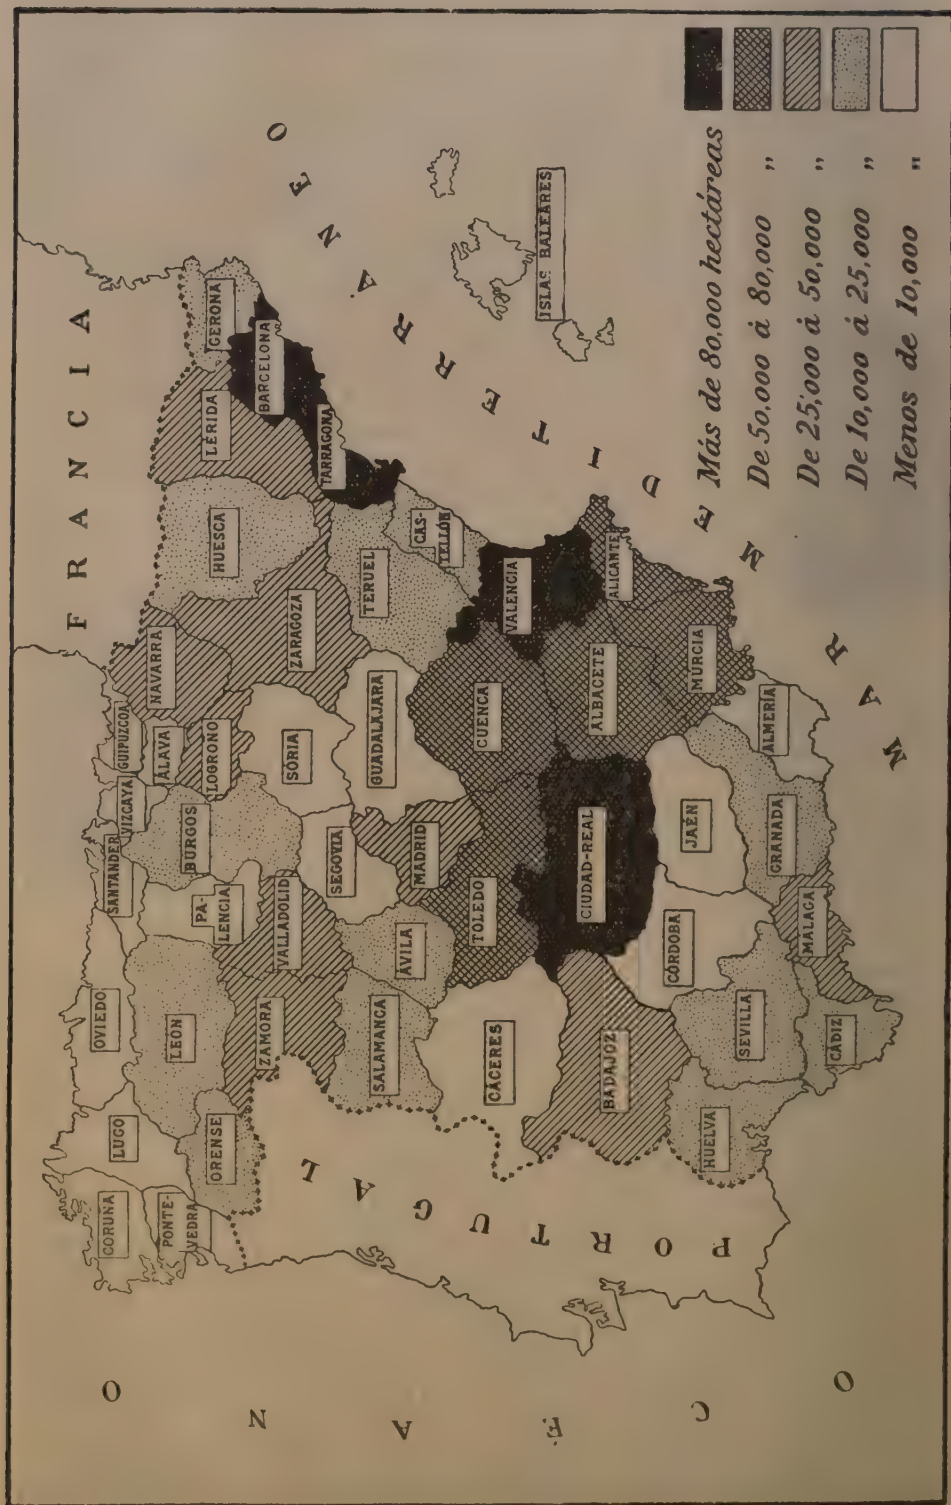 FRANCIA
OCÉANO
PORTUGAL
MAR MEDITERRÁNEO
CORUÑA
LUGO
OVIEDO
SANTANDER
VIZCAYA
GUIPÚZCOA
NAVARRA
PONTE-
VEDRA
ORENSE
LEÓN
PA-
LENCIA
BURGOS
ÁLAVA
LOGROÑO
HUESCA
LÉRIDA
GERONA
BARCELONA
ZAMORA
VALLADOLID
SÓRIA
ZARAGOZA
TARRAGONA
SALAMANCA
ÁVILA
SEGOVIA
GUADALAJARA
TERUEL
CAS-
TELLÓN
MADRID
CÁCERES
TOLEDO
CUENCA
VALENCIA
ISLAS BALEARES
BADAJOZ
CIUDAD-REAL
ALBACETE
ALICANTE
HUELVA
SEVILLA
CÓRDOBA
JAÉN
MURCIA
CÁDIZ
MÁLAGA
GRANADA
ALMERÍA
Más de 80,000 hectáreas
De 50,000 á 80,000 "
De 25,000 á 50,000 "
De 10,000 á 25,000 "
Menos de 10,000 "